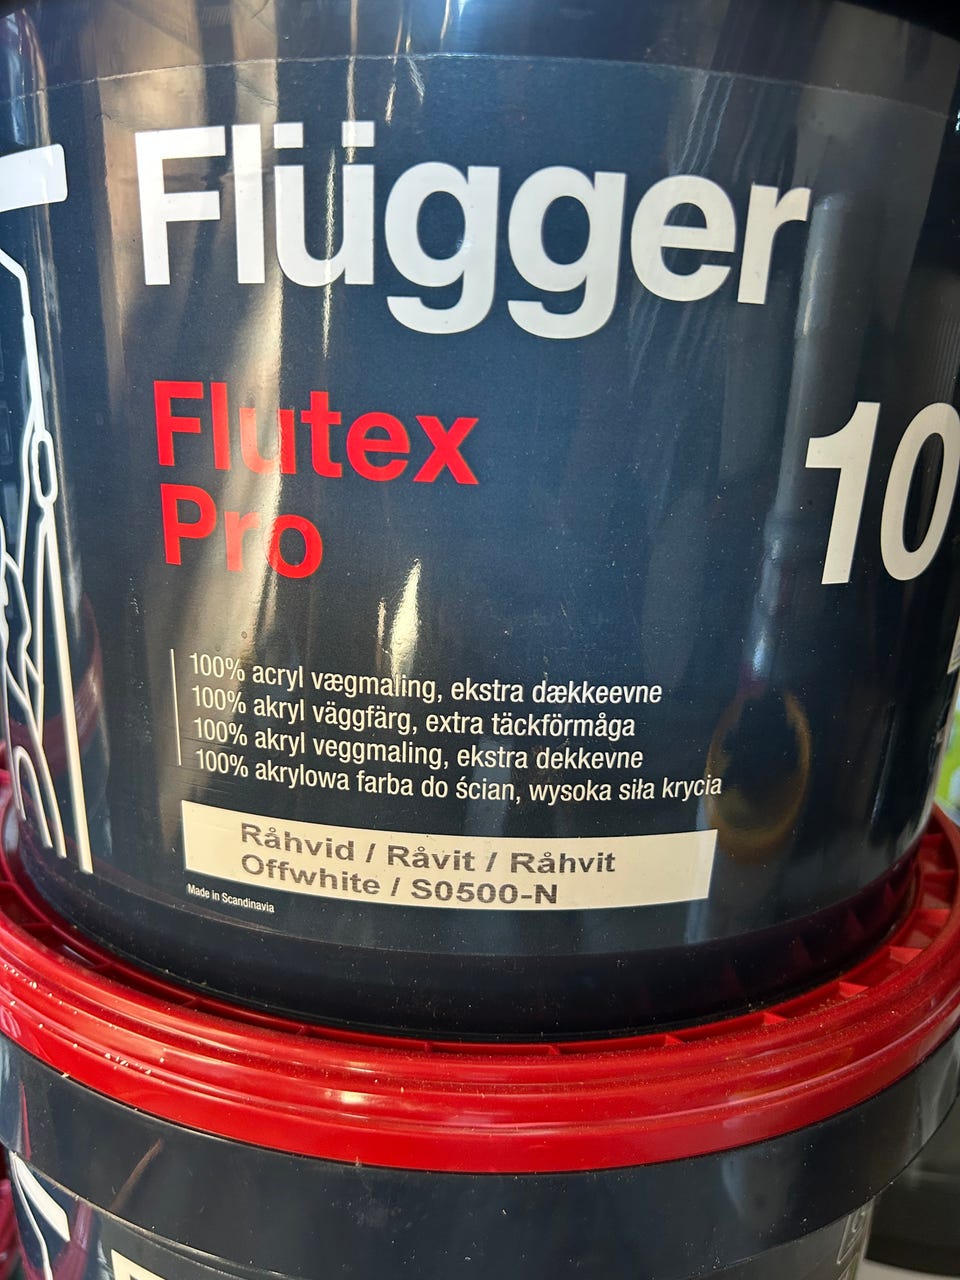 Flügger
Flutex
Pro
10
100% acryl vægmaling, ekstra dækkeevne
100% akryl väggfärg, extra täckförmåga
100% akryl veggmaling, ekstra dekkevne
100% akrylowa farba do ścian, wysoka siła krycia
Råhvid / Råvit / Råhvit
Offwhite / S0500-N
Made in Scandinavia